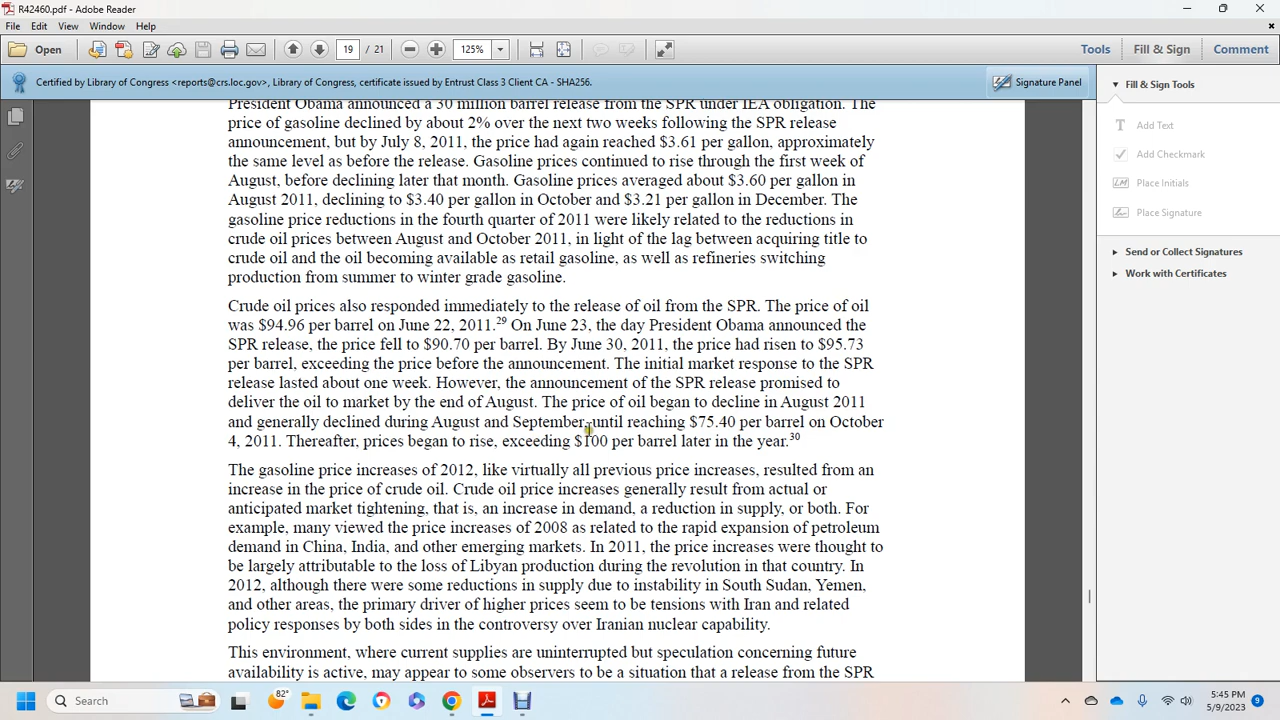 R42460.pdf - Adobe Reader
File Edit View Window Help
Open 19 / 21 125% Tools Fill & Sign Comment
Certified by Library of Congress <reports@crs.loc.gov>, Library of Congress, certificate issued by Entrust Class 3 Client CA - SHA256.
Signature Panel
Fill & Sign Tools
Add Text
Add Checkmark
Place Initials
Place Signature
Send or Collect Signatures
Work with Certificates
President Obama announced a 30 million barrel release from the SPR under IEA obligation. The
price of gasoline declined by about 2% over the next two weeks following the SPR release
announcement, but by July 8, 2011, the price had again reached $3.61 per gallon, approximately
the same level as before the release. Gasoline prices continued to rise through the first week of
August, before declining later that month. Gasoline prices averaged about $3.60 per gallon in
August 2011, declining to $3.40 per gallon in October and $3.21 per gallon in December. The
gasoline price reductions in the fourth quarter of 2011 were likely related to the reductions in
crude oil prices between August and October 2011, in light of the lag between acquiring title to
crude oil and the oil becoming available as retail gasoline, as well as refineries switching
production from summer to winter grade gasoline.
Crude oil prices also responded immediately to the release of oil from the SPR. The price of oil
was $94.96 per barrel on June 22, 2011.29 On June 23, the day President Obama announced the
SPR release, the price fell to $90.70 per barrel. By June 30, 2011, the price had risen to $95.73
per barrel, exceeding the price before the announcement. The initial market response to the SPR
release lasted about one week. However, the announcement of the SPR release promised to
deliver the oil to market by the end of August. The price of oil began to decline in August 2011
and generally declined during August and September, until reaching $75.40 per barrel on October
4, 2011. Thereafter, prices began to rise, exceeding $100 per barrel later in the year.30
The gasoline price increases of 2012, like virtually all previous price increases, resulted from an
increase in the price of crude oil. Crude oil price increases generally result from actual or
anticipated market tightening, that is, an increase in demand, a reduction in supply, or both. For
example, many viewed the price increases of 2008 as related to the rapid expansion of petroleum
demand in China, India, and other emerging markets. In 2011, the price increases were thought to
be largely attributable to the loss of Libyan production during the revolution in that country. In
2012, although there were some reductions in supply due to instability in South Sudan, Yemen,
and other areas, the primary driver of higher prices seem to be tensions with Iran and related
policy responses by both sides in the controversy over Iranian nuclear capability.
This environment, where current supplies are uninterrupted but speculation concerning future
availability is active, may appear to some observers to be a situation that a release from the SPR
Search
82°
5:45 PM
5/9/2023
9